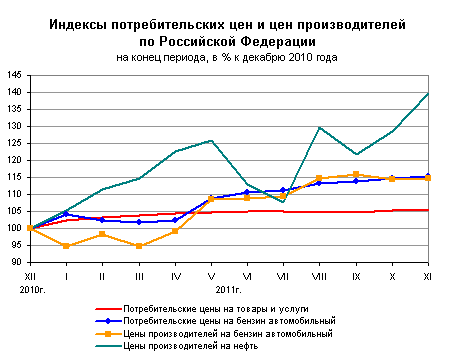 Индексы потребительских цен и цен производителей
по Российской Федерации
на конец периода, в % к декабрю 2010 года
145
140
135
130
125
120
115
110
105
100
95
90
XII I II III IV V VI VII VIII IX X XI
2010г. 2011г.
Потребительские цены на товары и услуги
Потребительские цены на бензин автомобильный
Цены производителей на бензин автомобильный
Цены производителей на нефть